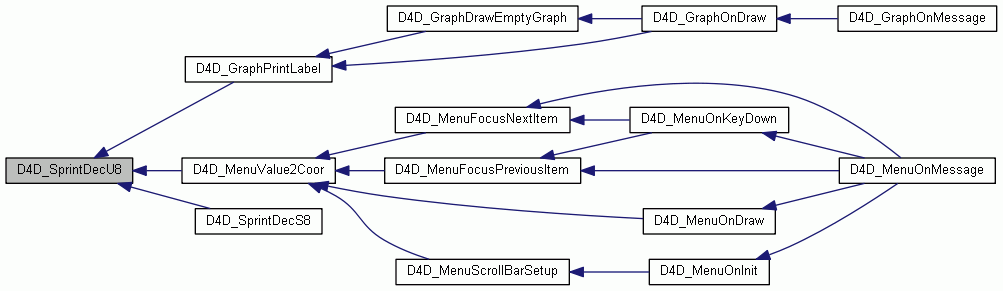 D4D_GraphDrawEmptyGraph
D4D_GraphOnDraw
D4D_GraphOnMessage
D4D_GraphPrintLabel
D4D_MenuFocusNextItem
D4D_MenuOnKeyDown
D4D_SprintDecU8
D4D_MenuValue2Coor
D4D_MenuFocusPreviousItem
D4D_MenuOnMessage
D4D_SprintDecS8
D4D_MenuOnDraw
D4D_MenuScrollBarSetup
D4D_MenuOnInit